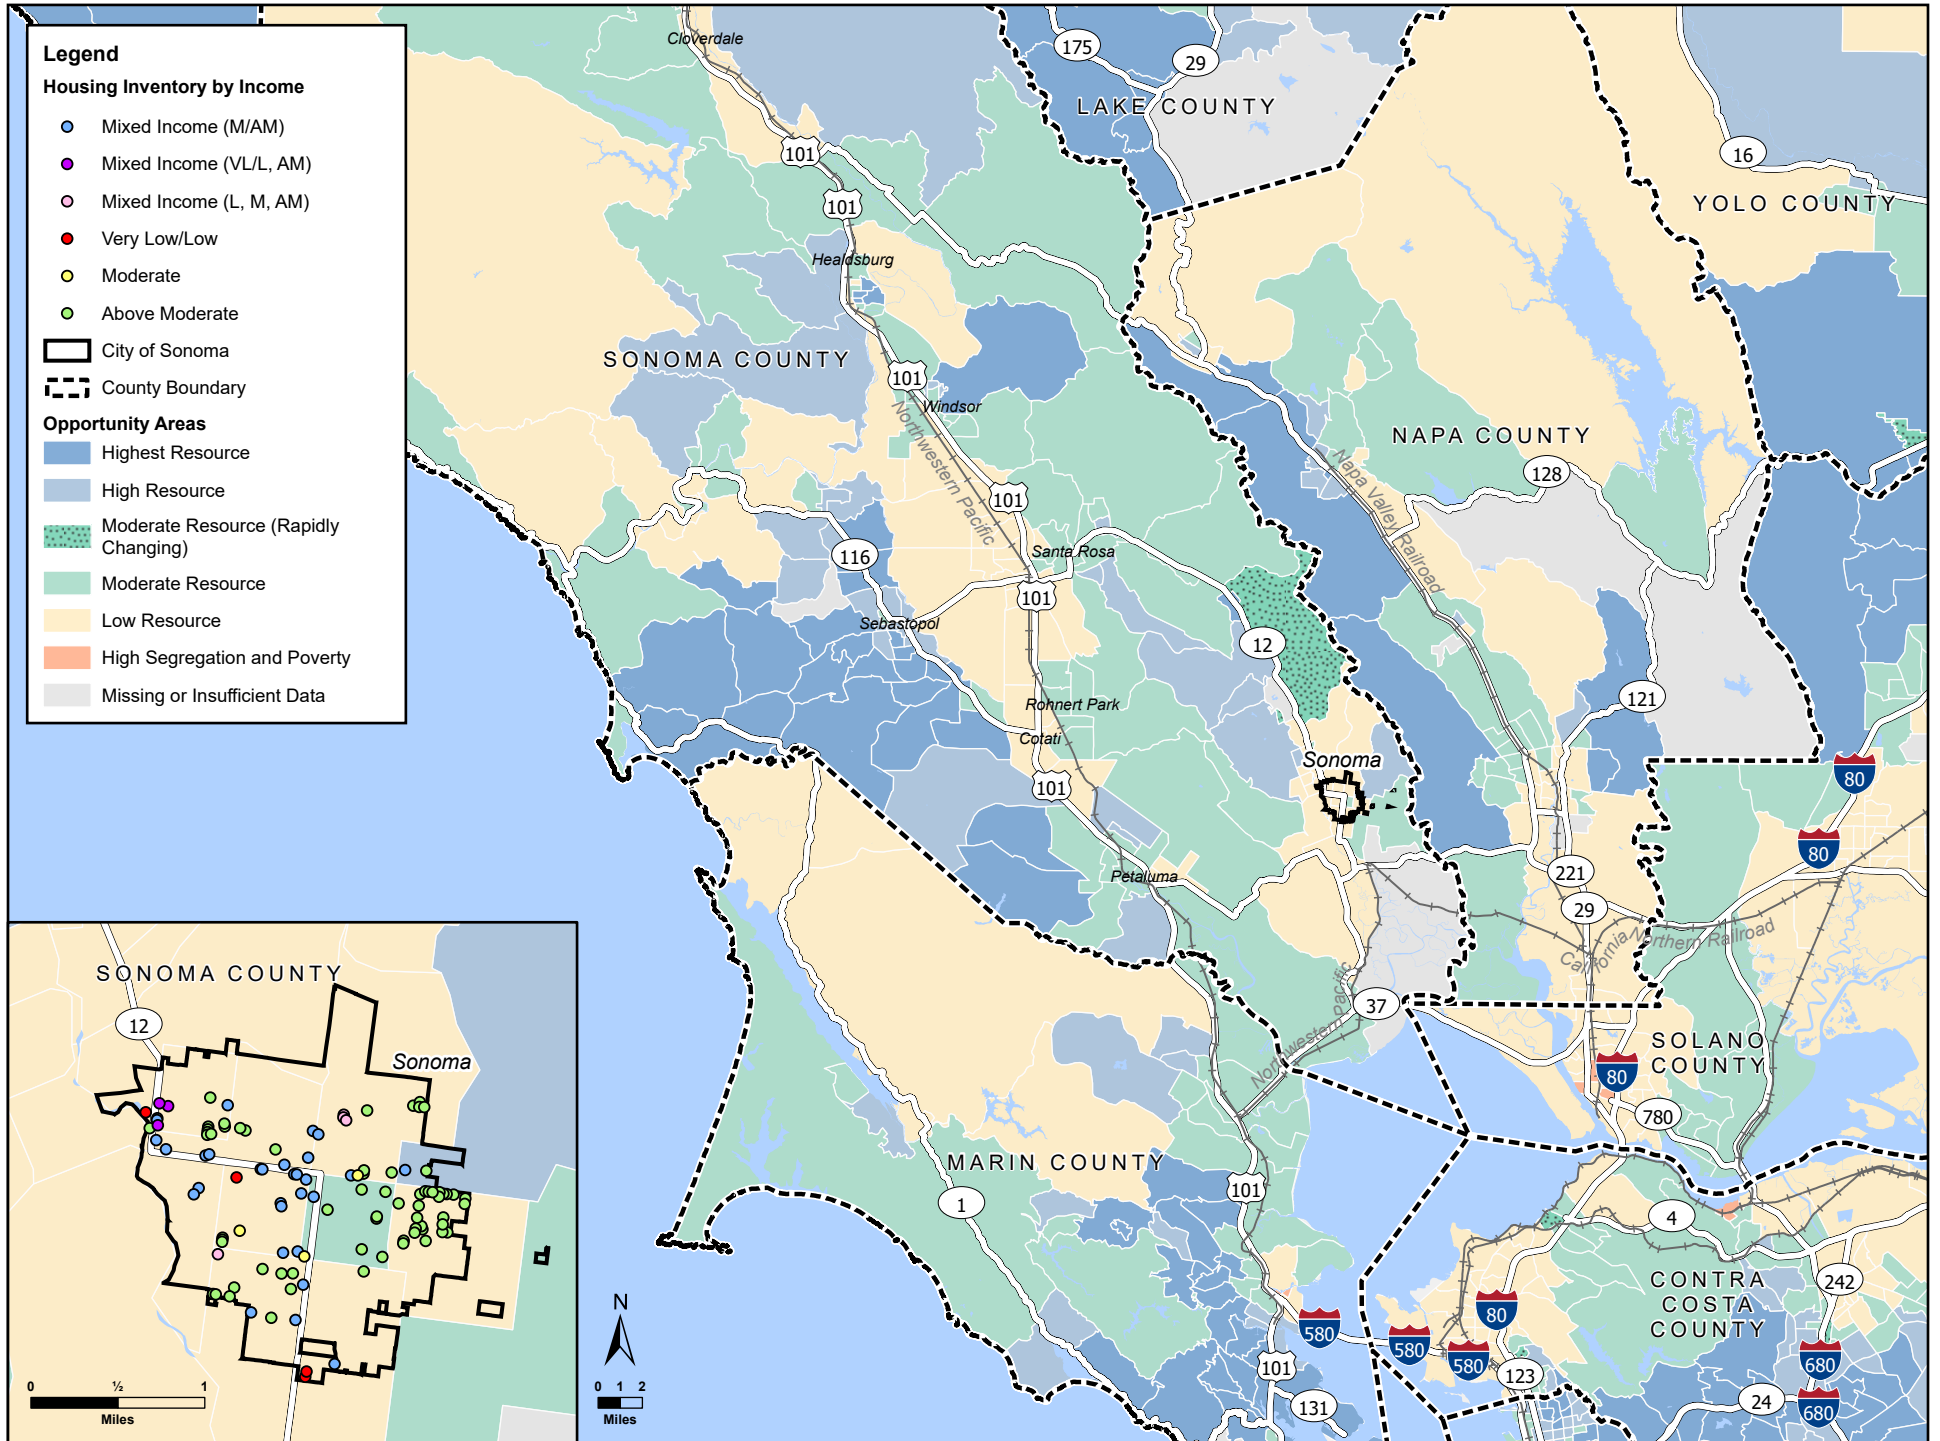 Legend
Housing Inventory by Income
Mixed Income (M/AM)
Mixed Income (VL/L, AM)
Mixed Income (L, M, AM)
Very Low/Low
Moderate
Above Moderate
City of Sonoma
County Boundary
Opportunity Areas
Highest Resource
High Resource
Moderate Resource (Rapidly
Changing)
Moderate Resource
Low Resource
High Segregation and Poverty
Missing or Insufficient Data
Cloverdale
175
29
LAKE COUNTY
101
16
101
YOLO COUNTY
Healdsburg
SONOMA COUNTY
101
Windsor
NAPA COUNTY
Northwestern Pacific
Napa Valley Railroad
128
101
116
Santa Rosa
101
Sebastopol
12
121
Rohnert Park
Cotati
Sonoma
80
101
80
Petaluma
221
29
California Northern Railroad
Northwestern Pacific
37
SOLANO
COUNTY
80
780
MARIN COUNTY
101
1
4
CONTRA
COSTA
COUNTY
242
80
580
580
580
680
101
123
131
24
680
SONOMA COUNTY
12
Sonoma
0 ½ 1
Miles
N
0 1 2
Miles